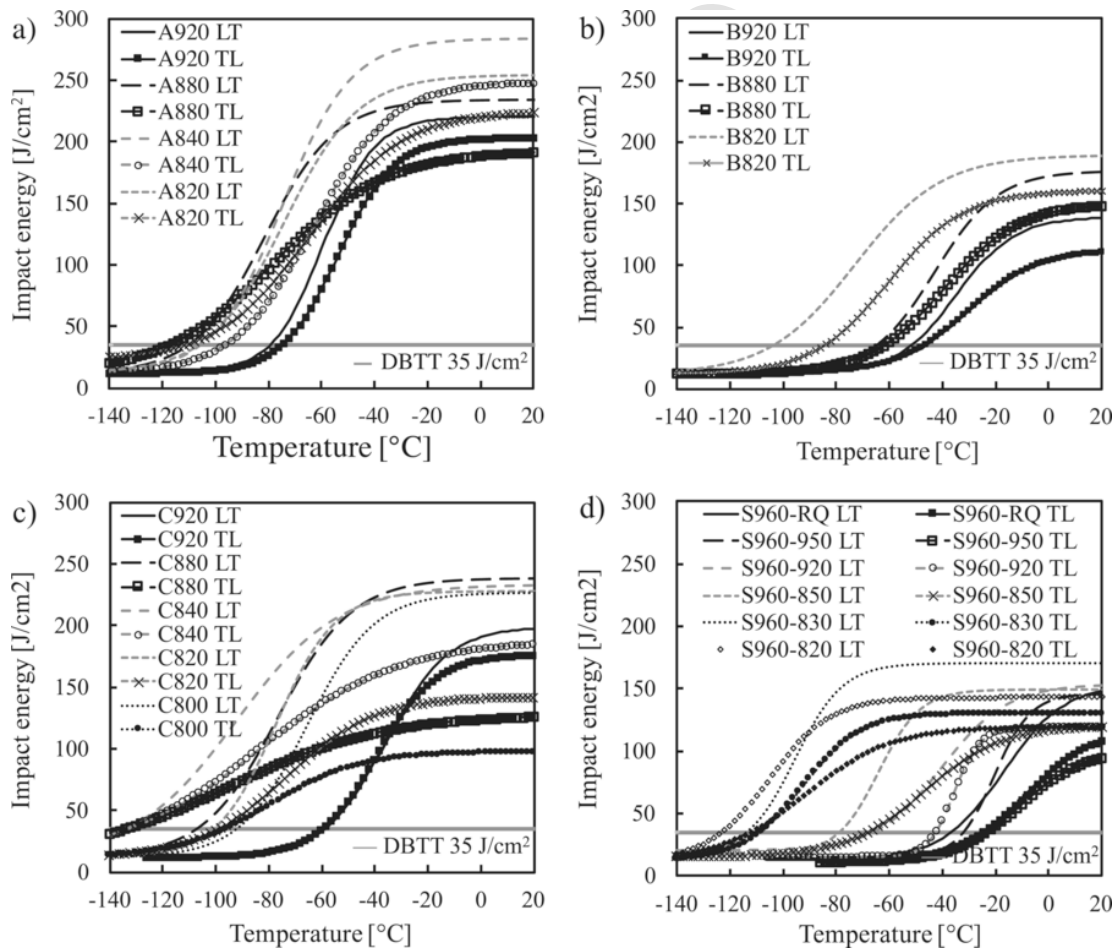 a)
Impact energy [J/cm²]
300
250
200
150
100
50
0
A920 LT
A920 TL
A880 LT
A880 TL
A840 LT
A840 TL
A820 LT
A820 TL
DBTT 35 J/cm²
-140 -120 -100 -80 -60 -40 -20 0 20
Temperature [°C]
b)
Impact energy [J/cm2]
300
250
200
150
100
50
0
B920 LT
B920 TL
B880 LT
B880 TL
B820 LT
B820 TL
DBTT 35 J/cm²
-140 -120 -100 -80 -60 -40 -20 0 20
Temperature [°C]
c)
Impact energy [J/cm2]
300
250
200
150
100
50
0
C920 LT
C920 TL
C880 LT
C880 TL
C840 LT
C840 TL
C820 LT
C820 TL
C800 LT
C800 TL
DBTT 35 J/cm²
-140 -120 -100 -80 -60 -40 -20 0 20
Temperature [°C]
d)
Impact energy [J/cm2]
300
250
200
150
100
50
0
S960-RQ LT S960-RQ TL
S960-950 LT S960-950 TL
S960-920 LT S960-920 TL
S960-850 LT S960-850 TL
S960-830 LT S960-830 TL
S960-820 LT S960-820 TL
DBTT 35 J/cm²
-140 -120 -100 -80 -60 -40 -20 0 20
Temperature [°C]